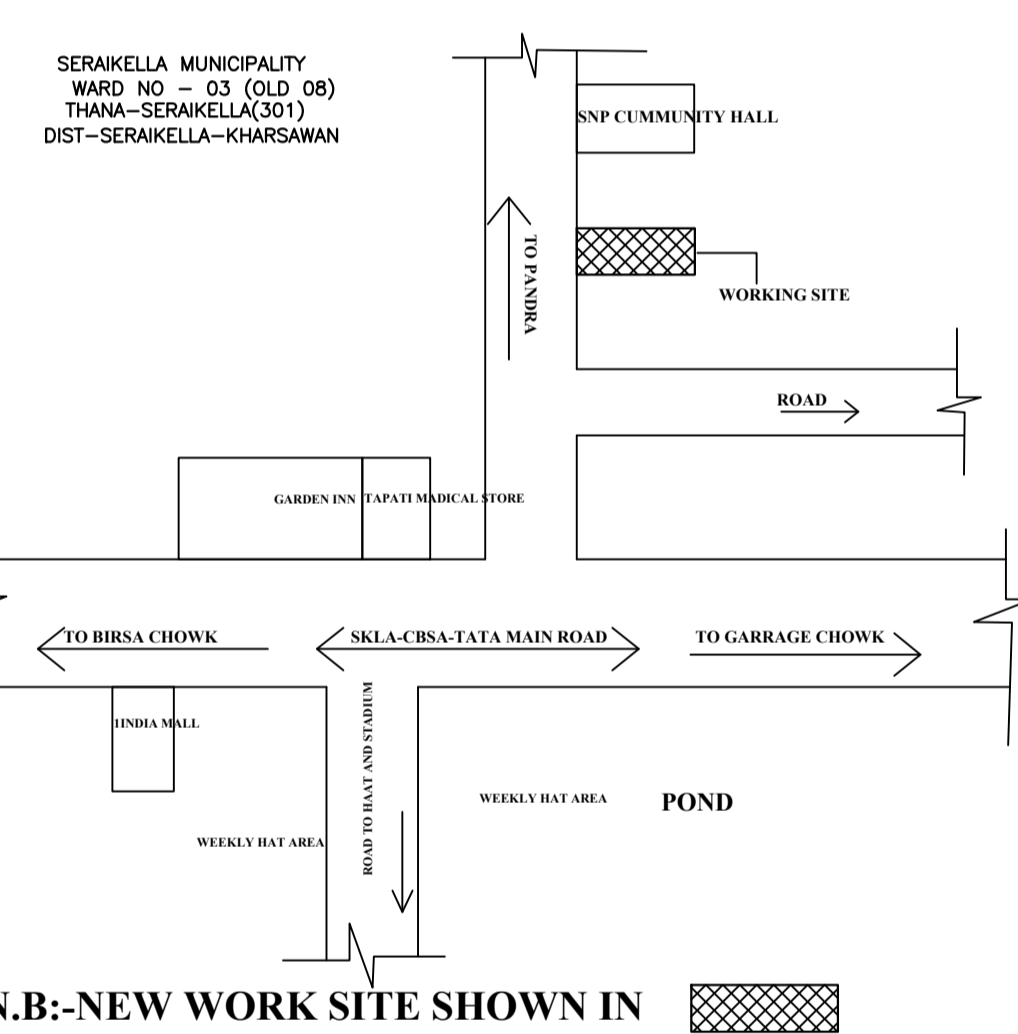 SERAIKELLA MUNICIPALITY
WARD NO - 03 (OLD 08)
THANA-SERAIKELLA(301)
DIST-SERAIKELLA-KHARSAWAN
SNP CUMMUNITY HALL
TO PANDRA
WORKING SITE
ROAD
GARDEN INN
TAPATI MADICAL STORE
TO BIRSA CHOWK
SKLA-CBSA-TATA MAIN ROAD
TO GARRAGE CHOWK
1INDIA MALL
ROAD TO HAAT AND STADIUM
WEEKLY HAT AREA
POND
WEEKLY HAT AREA
N.B:-NEW WORK SITE SHOWN IN